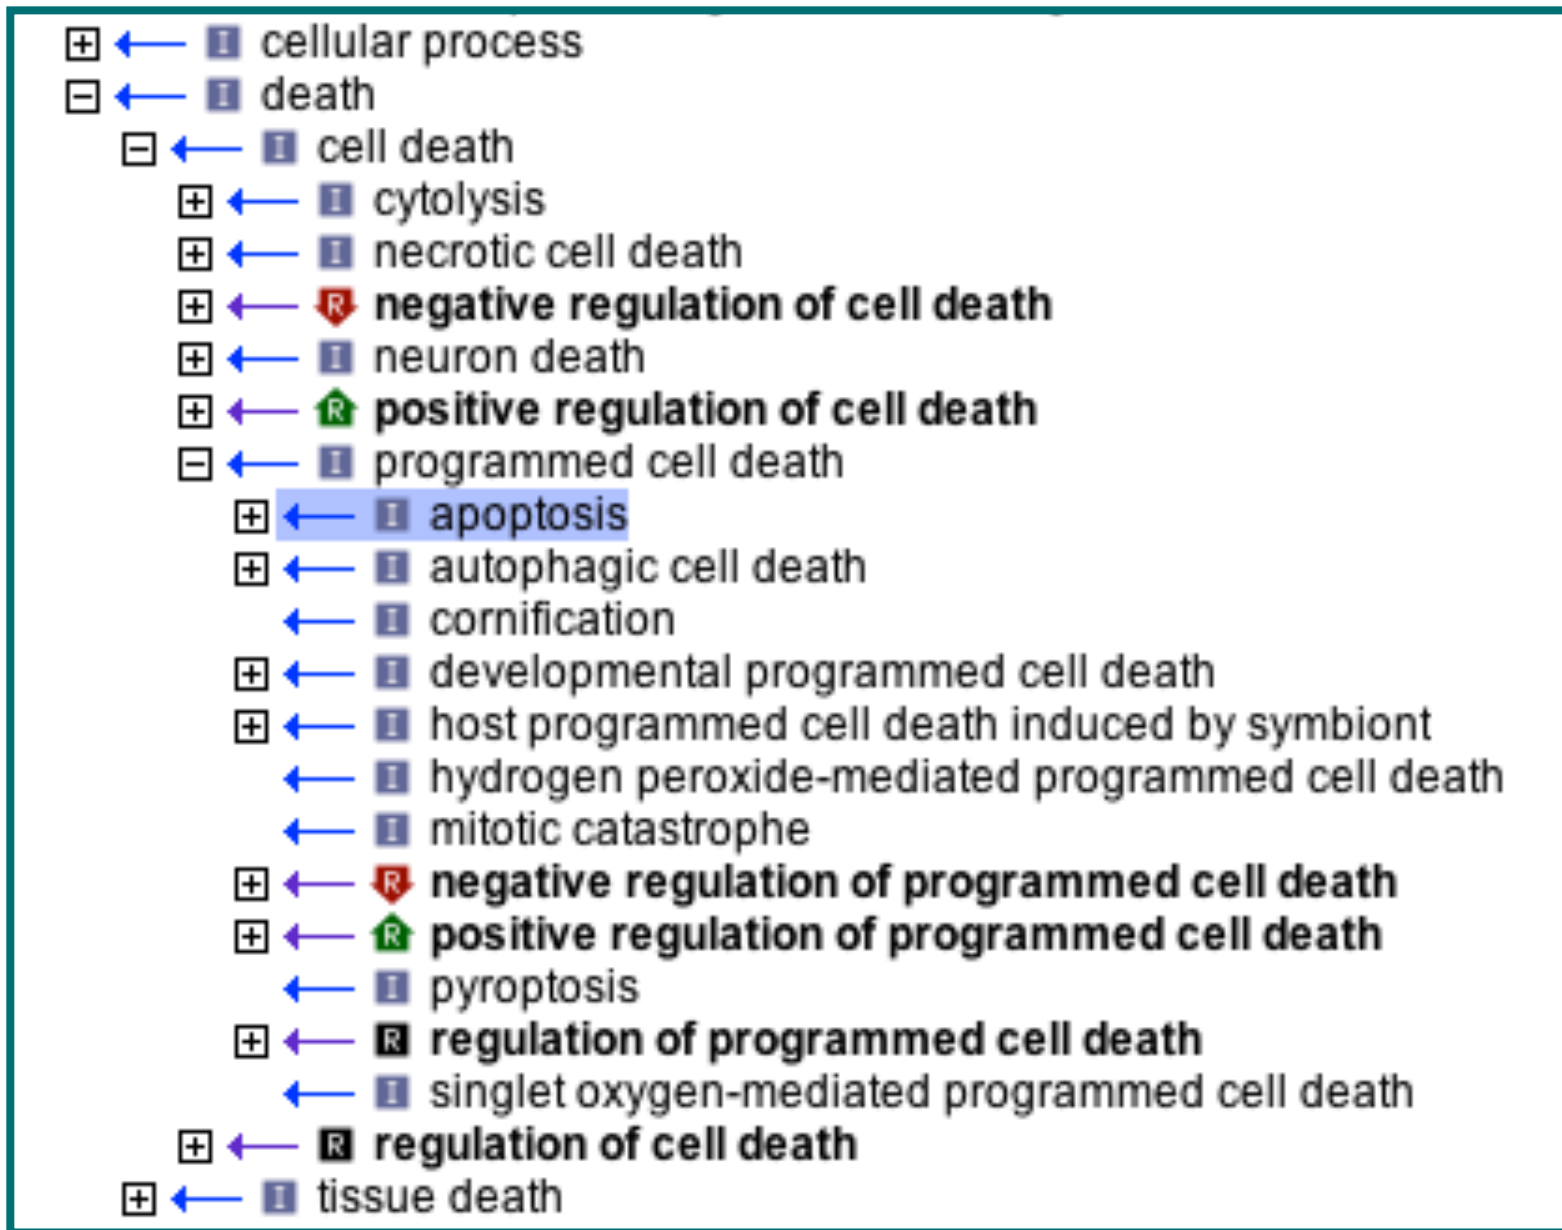 I cellular process
I death
I cell death
I cytolysis
I necrotic cell death
R negative regulation of cell death
I neuron death
R positive regulation of cell death
I programmed cell death
I apoptosis
I autophagic cell death
I cornification
I developmental programmed cell death
I host programmed cell death induced by symbiont
I hydrogen peroxide-mediated programmed cell death
I mitotic catastrophe
R negative regulation of programmed cell death
R positive regulation of programmed cell death
I pyroptosis
R regulation of programmed cell death
I singlet oxygen-mediated programmed cell death
R regulation of cell death
I tissue death